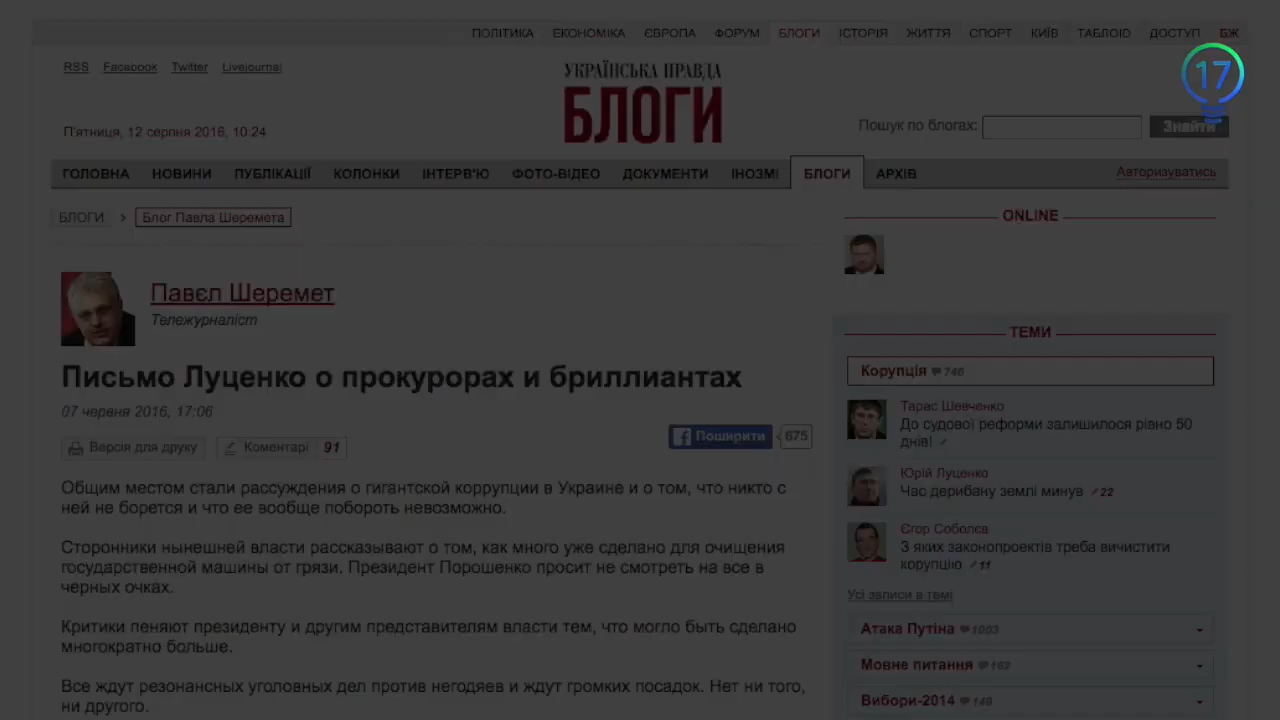 ПОЛІТИКА ЕКОНОМІКА ЄВРОПА ФОРУМ БЛОГИ ІСТОРІЯ ЖИТТЯ СПОРТ КИЇВ ТАБЛОІД ДОСТУП БЖ
RSS Facebook Twitter Livejournal
17
УКРАЇНСЬКА ПРАВДА
БЛОГИ
П'ятниця, 12 серпня 2016, 10:24
Пошук по блогах: Знайти
ГОЛОВНА НОВИНИ ПУБЛІКАЦІЇ КОЛОНКИ ІНТЕРВ'Ю ФОТО-ВІДЕО ДОКУМЕНТИ ІНОЗМІ БЛОГИ АРХІВ Авторизуватись
БЛОГИ Блог Павла Шеремета
Павєл Шеремет
Тележурналіст
Письмо Луценко о прокурорах и бриллиантах
07 червня 2016, 17:06
Версія для друку Коментарі 91 Поширити 675
Общим местом стали рассуждения о гигантской коррупции в Украине и о том, что никто с
ней не борется и что ее вообще побороть невозможно.
Сторонники нынешней власти рассказывают о том, как много уже сделано для очищения
государственной машины от грязи. Президент Порошенко просит не смотреть на все в
черных очках.
Критики пеняют президенту и другим представителям власти тем, что могло быть сделано
многократно больше.
Все ждут резонансных уголовных дел против негодяев и ждут громких посадок. Нет ни того,
ни другого.
ONLINE
ТЕМИ
Корупція 746
Тарас Шевченко
До судової реформи залишилося рівно 50
днів!
Юрій Луценко
Час дерибану землі минув 22
Єгор Соболєв
З яких законопроектів треба вичистити
корупцію 11
Усі записи в темі
Атака Путіна 1003
Мовне питання 162
Вибори-2014 149